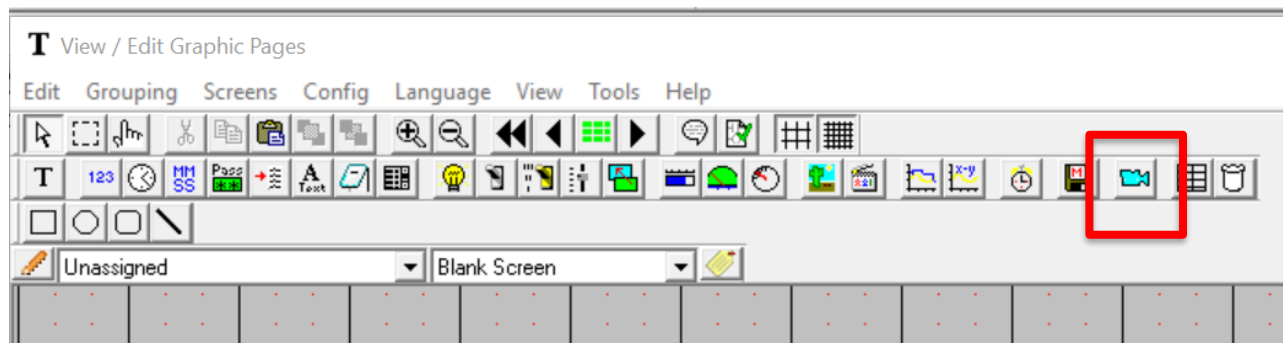 T View / Edit Graphic Pages
Edit Grouping Screens Config Language View Tools Help
T 123 MM SS Pass ** A Text M x-y
Unassigned Blank Screen